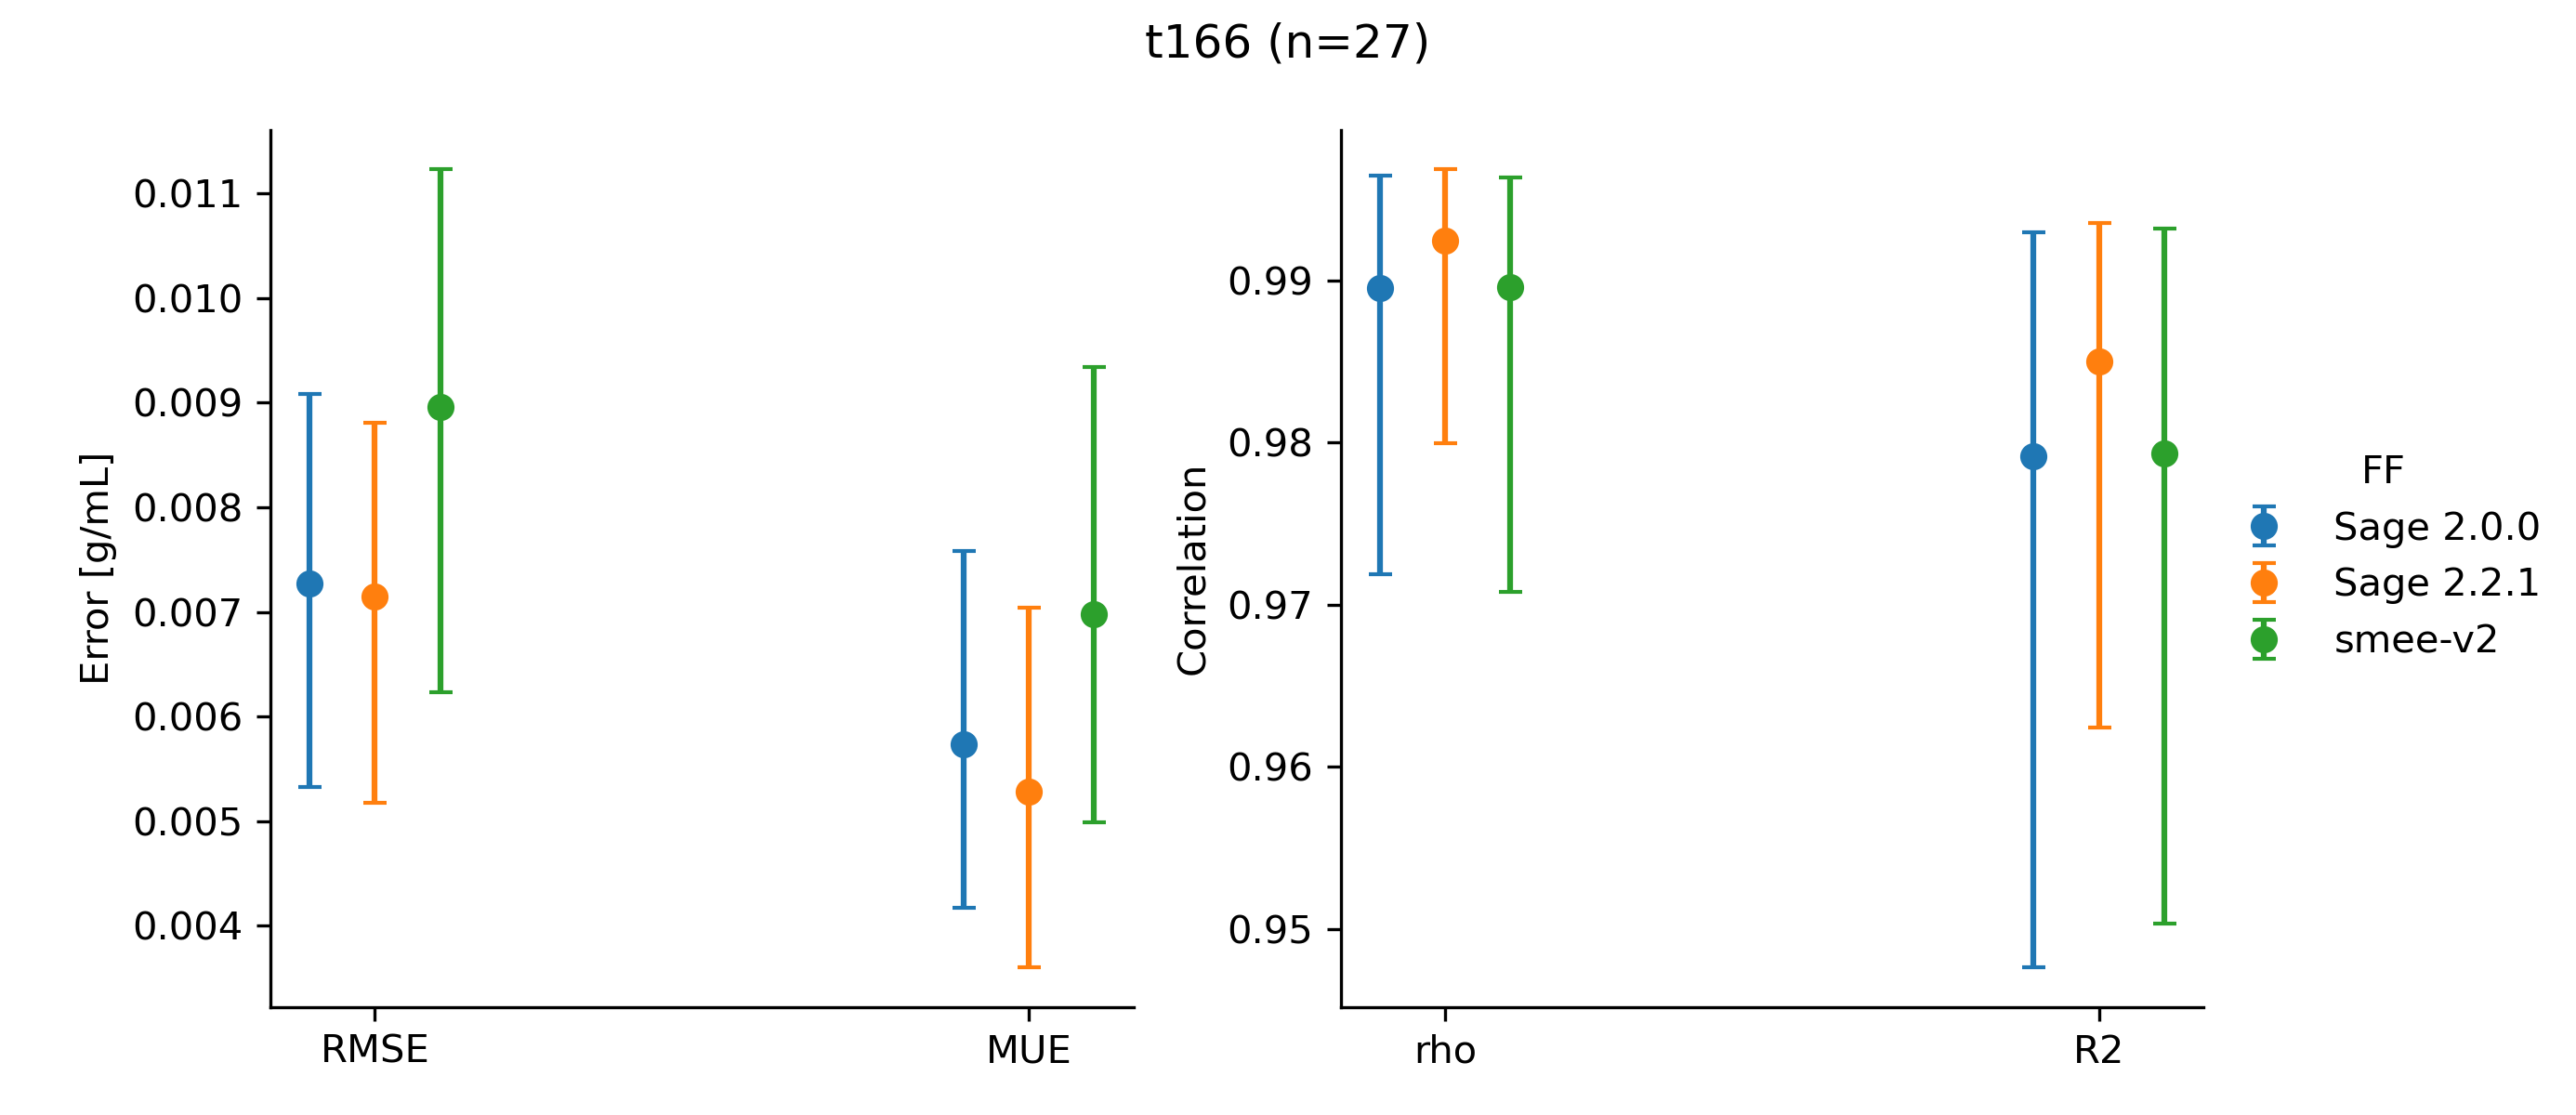 t166 (n=27)
Error [g/mL]
0.011
0.010
0.009
0.008
0.007
0.006
0.005
0.004
RMSE
MUE
Correlation
0.99
0.98
0.97
0.96
0.95
rho
R2
FF
Sage 2.0.0
Sage 2.2.1
smee-v2